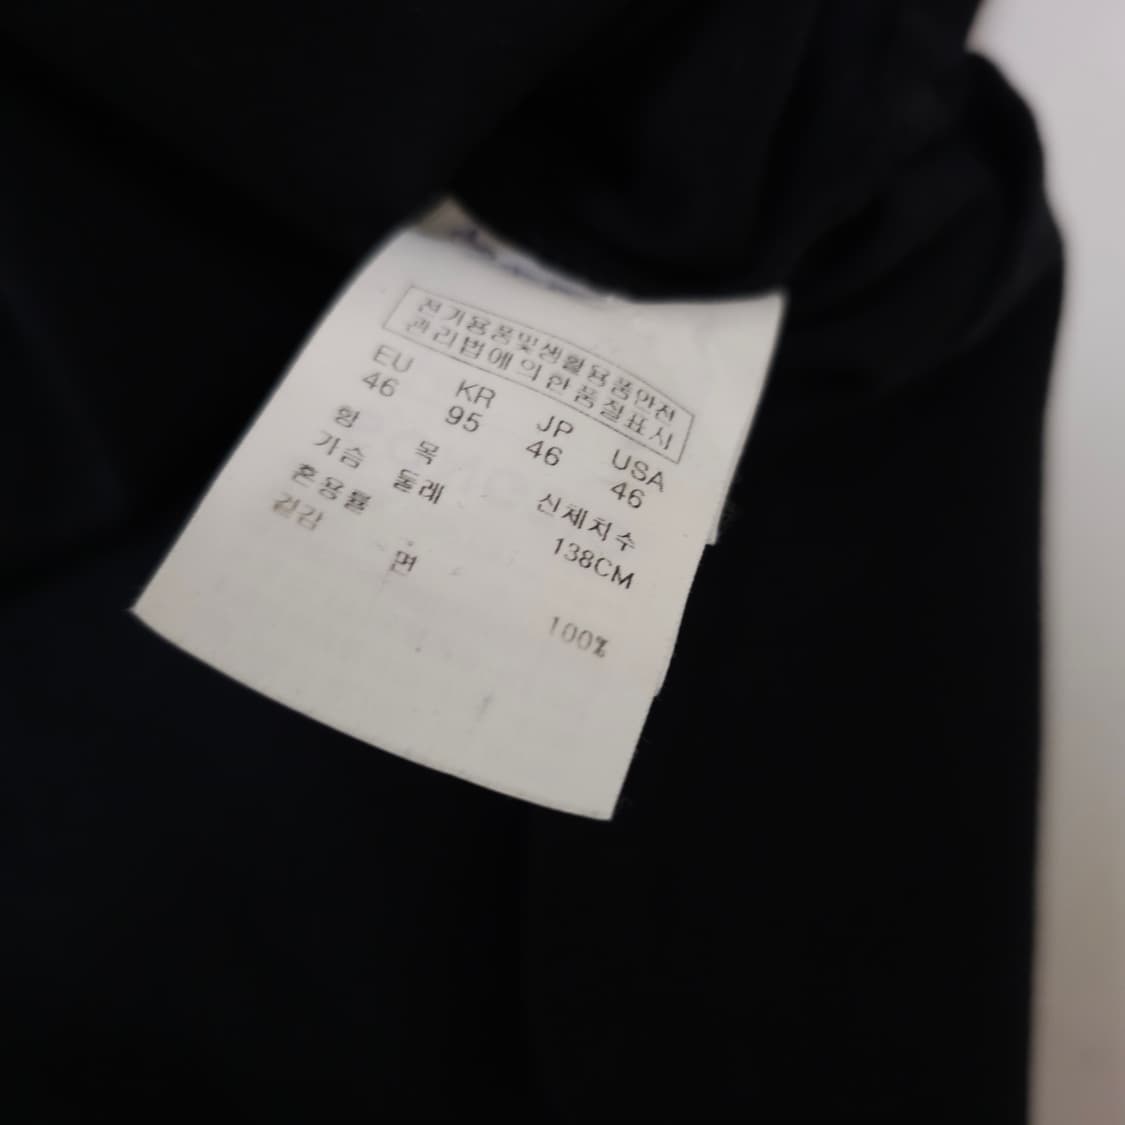 전기용품및생활용품안전
관리법에의한품질표시
EU KR JP USA
46 95 46 46
항 목 신체치수
가슴 둘레 138CM
혼용률
겉감 면 100%